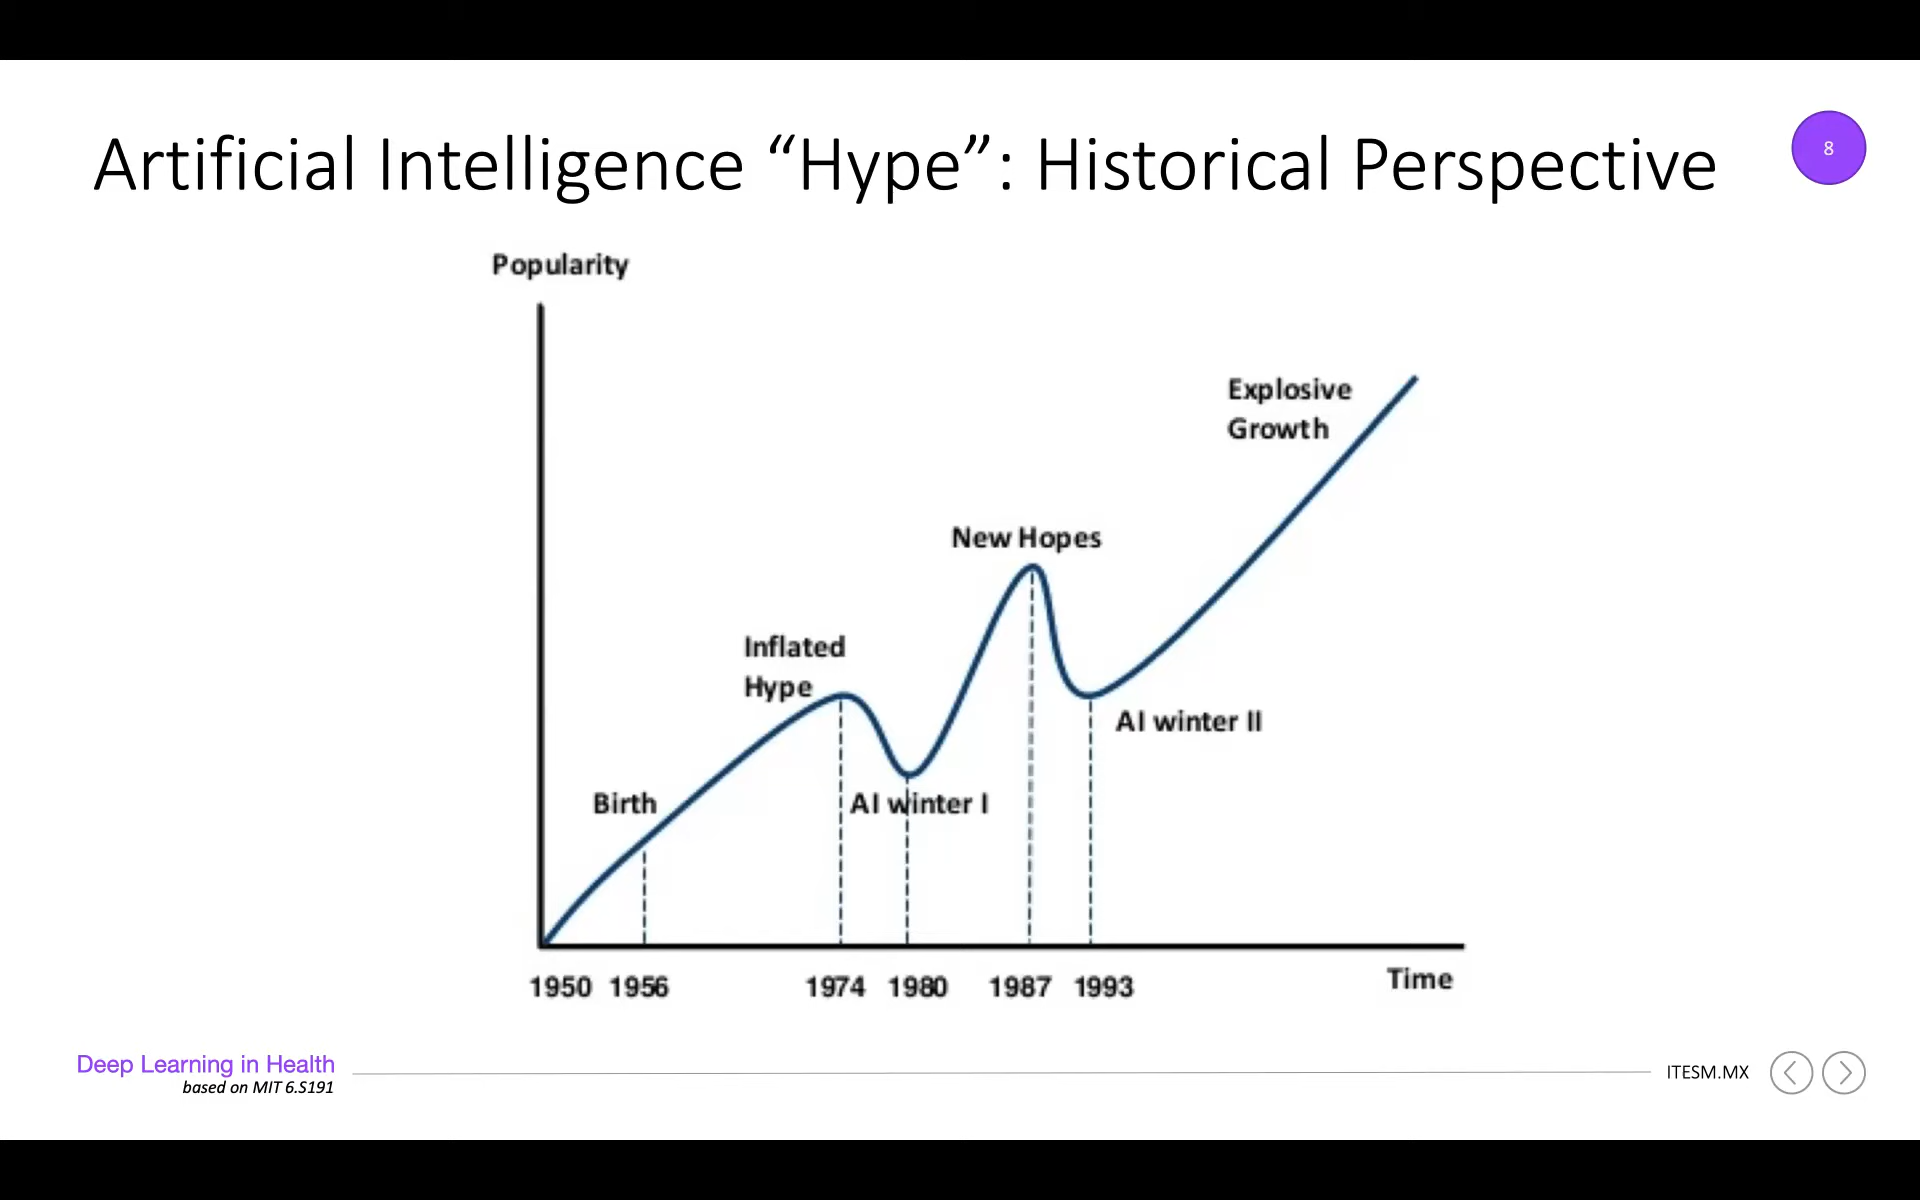 Artificial Intelligence “Hype”: Historical Perspective
8
Popularity
Explosive
Growth
New Hopes
Inflated
Hype
AI winter II
Birth
AI winter I
1950 1956 1974 1980 1987 1993
Time
Deep Learning in Health
based on MIT 6.S191
ITESM.MX